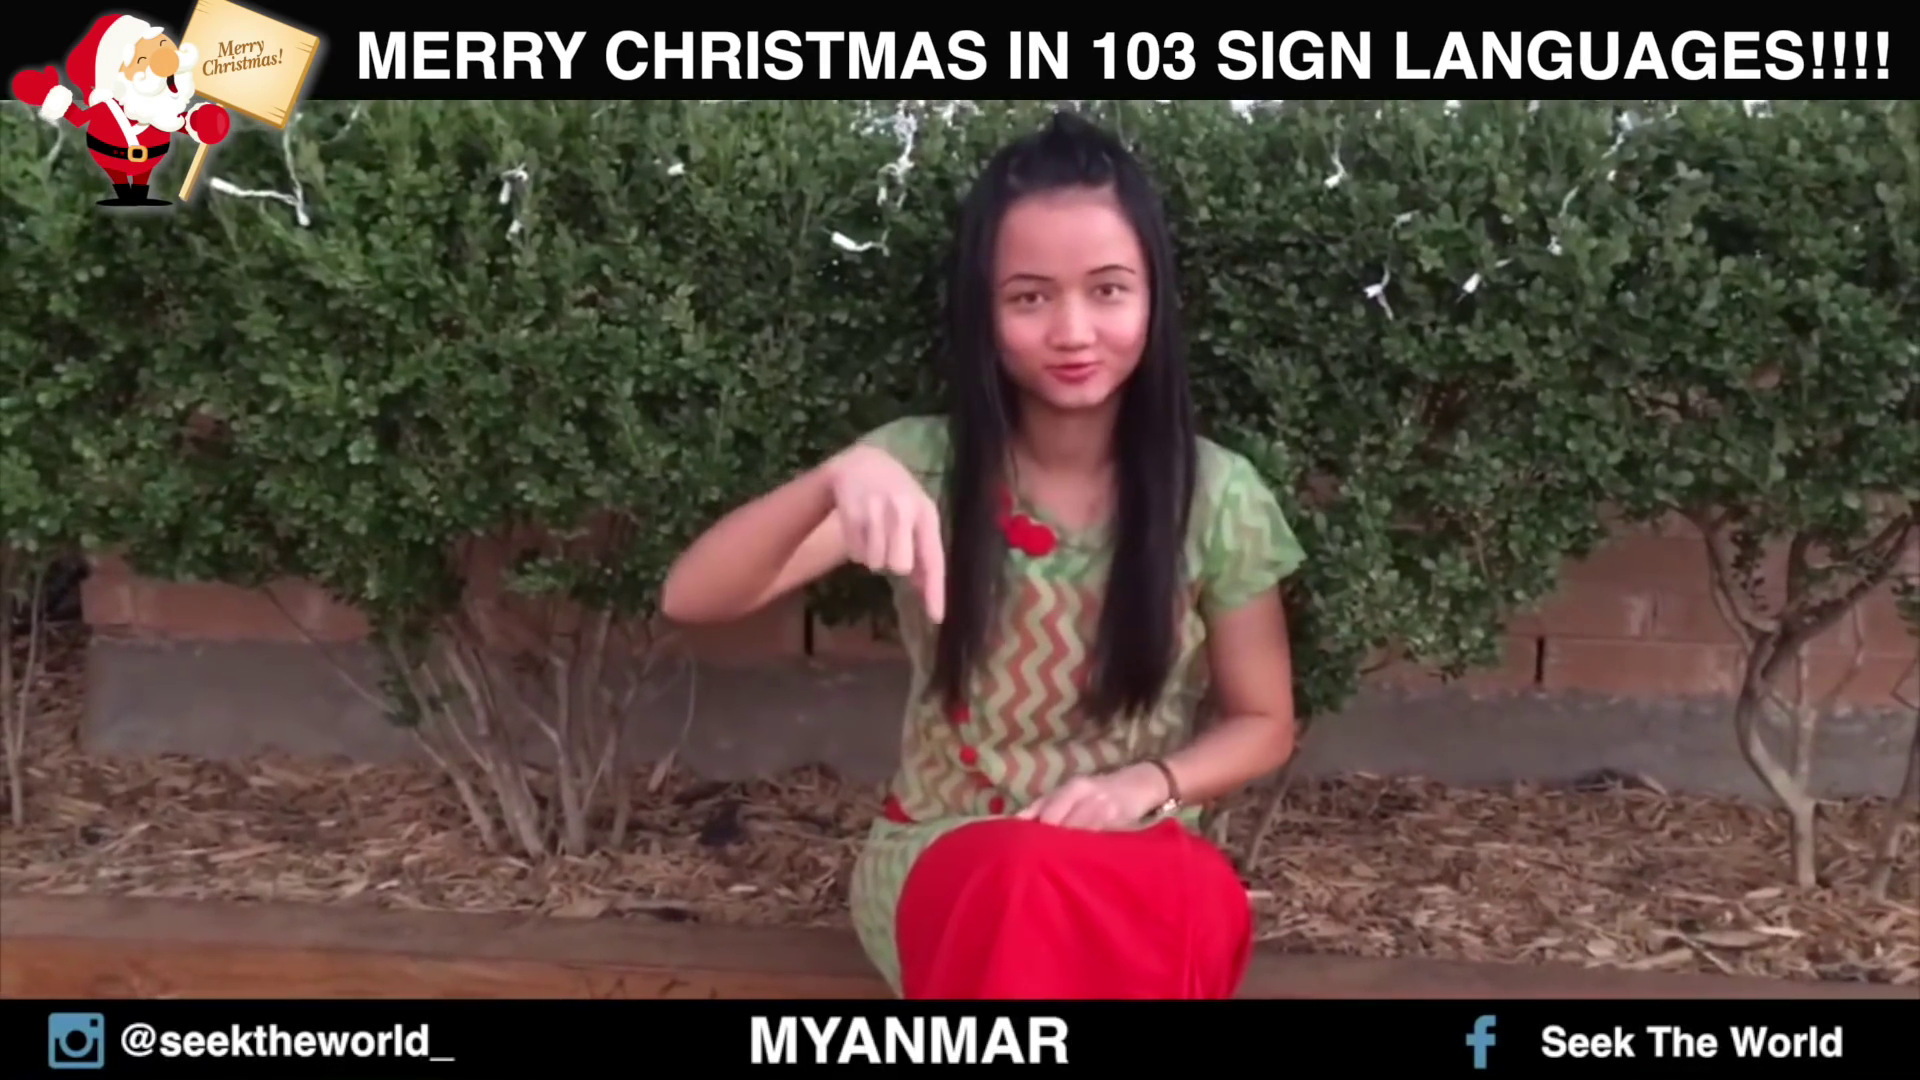 Merry
Christmas!
MERRY CHRISTMAS IN 103 SIGN LANGUAGES!!!!
@seektheworld_
MYANMAR
Seek The World